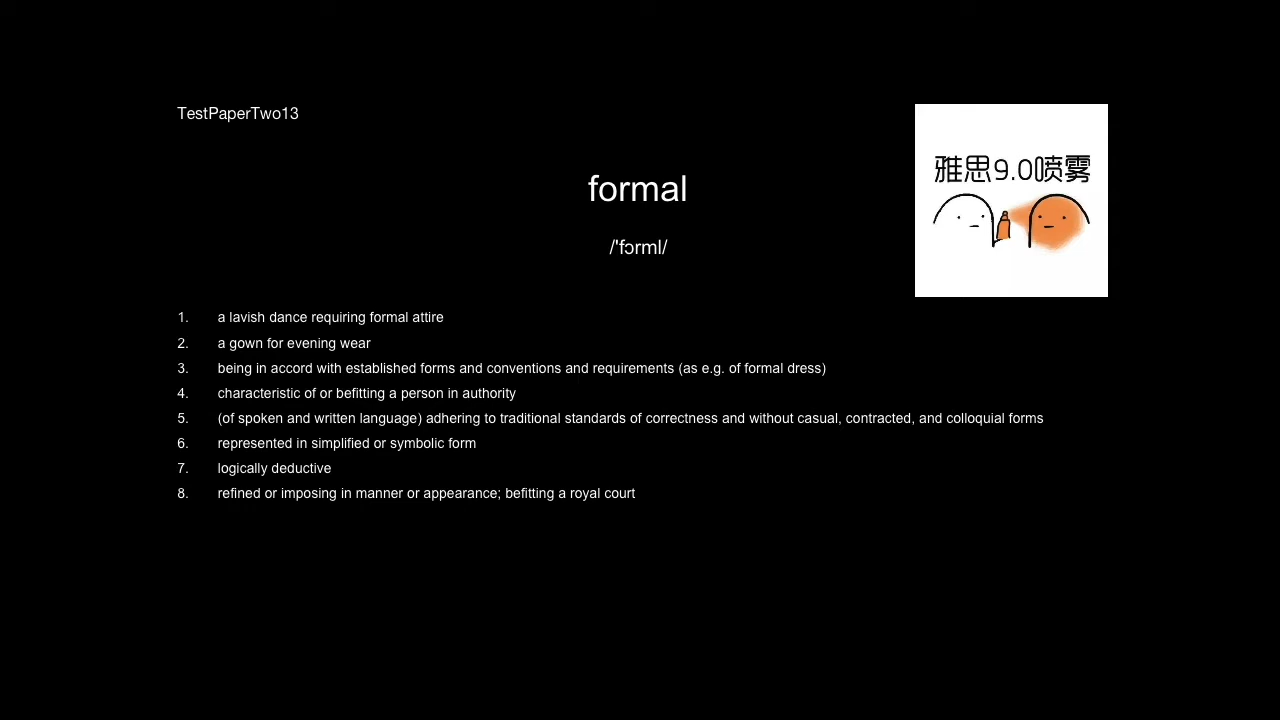 TestPaperTwo13
雅思9.0喷雾
formal
/'fɔrml/
1. a lavish dance requiring formal attire
2. a gown for evening wear
3. being in accord with established forms and conventions and requirements (as e.g. of formal dress)
4. characteristic of or befitting a person in authority
5. (of spoken and written language) adhering to traditional standards of correctness and without casual, contracted, and colloquial forms
6. represented in simplified or symbolic form
7. logically deductive
8. refined or imposing in manner or appearance; befitting a royal court